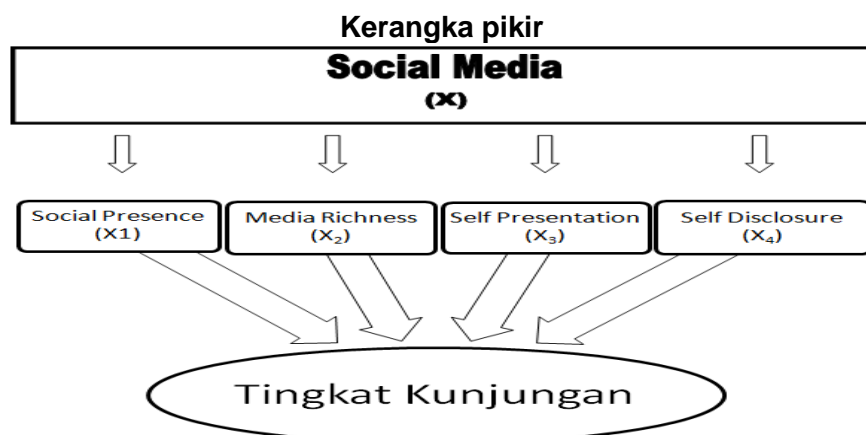 Kerangka pikir
Social Media
(X)
Social Presence
(X1)
Media Richness
(X₂)
Self Presentation
(X₃)
Self Disclosure
(X₄)
Tingkat Kunjungan